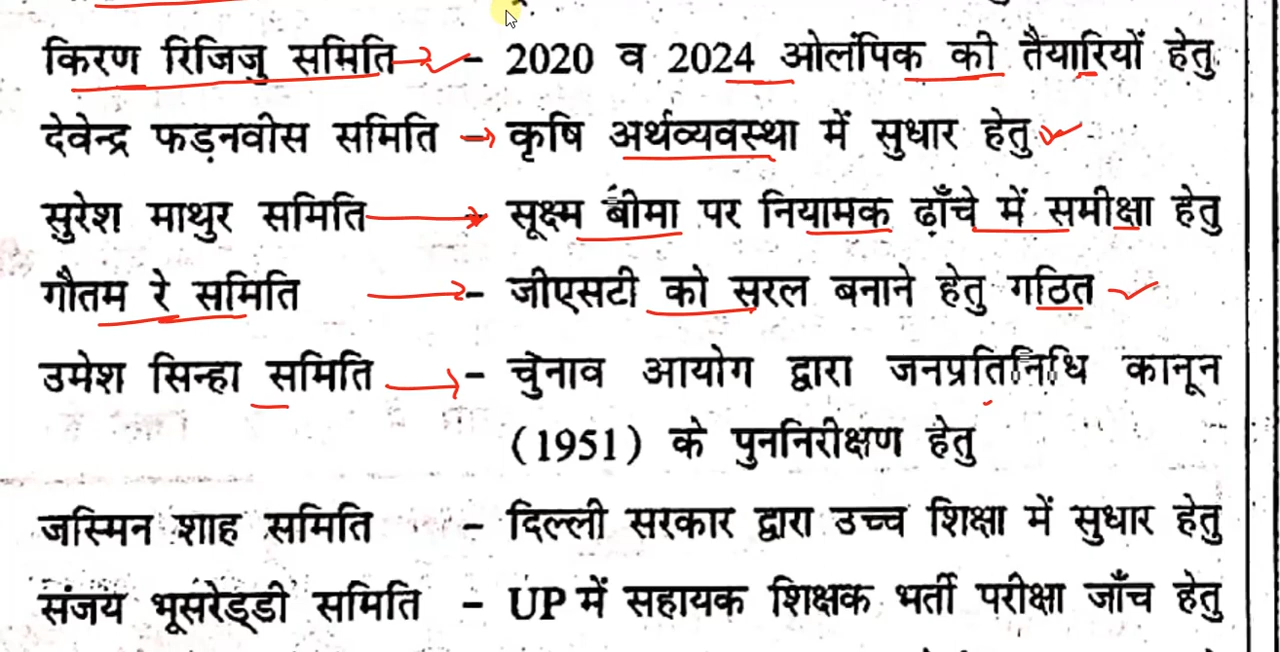 किरण रिजिजु समिति - 2020 व 2024 ओलंपिक की तैयारियों हेतु
देवेन्द्र फड़नवीस समिति - कृषि अर्थव्यवस्था में सुधार हेतु
सुरेश माथुर समिति - सूक्ष्म बीमा पर नियामक ढ़ाँचे में समीक्षा हेतु
गौतम रे समिति - जीएसटी को सरल बनाने हेतु गठित
उमेश सिन्हा समिति - चुनाव आयोग द्वारा जनप्रतिनिधि कानून
(1951) के पुननिरीक्षण हेतु
जस्मिन शाह समिति - दिल्ली सरकार द्वारा उच्च शिक्षा में सुधार हेतु
संजय भूसरेड्डी समिति - UP में सहायक शिक्षक भर्ती परीक्षा जाँच हेतु